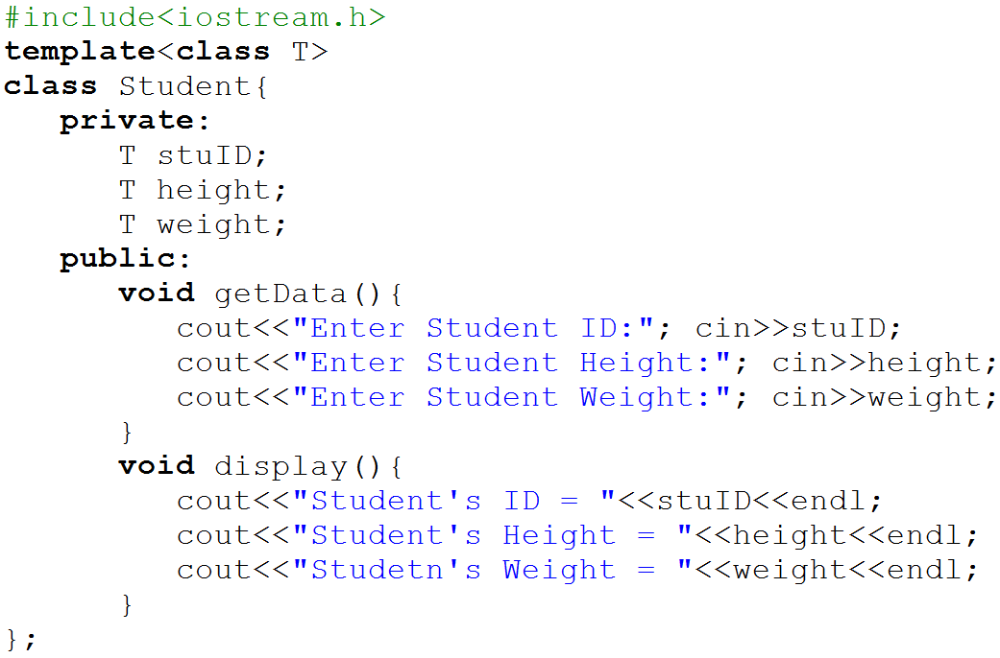 #include<iostream.h>
template<class T>
class Student{
   private:
      T stuID;
      T height;
      T weight;
   public:
      void getData(){
         cout<<"Enter Student ID:"; cin>>stuID;
         cout<<"Enter Student Height:"; cin>>height;
         cout<<"Enter Student Weight:"; cin>>weight;
      }
      void display(){
         cout<<"Student's ID = "<<stuID<<endl;
         cout<<"Student's Height = "<<height<<endl;
         cout<<"Studetn's Weight = "<<weight<<endl;
      }
};